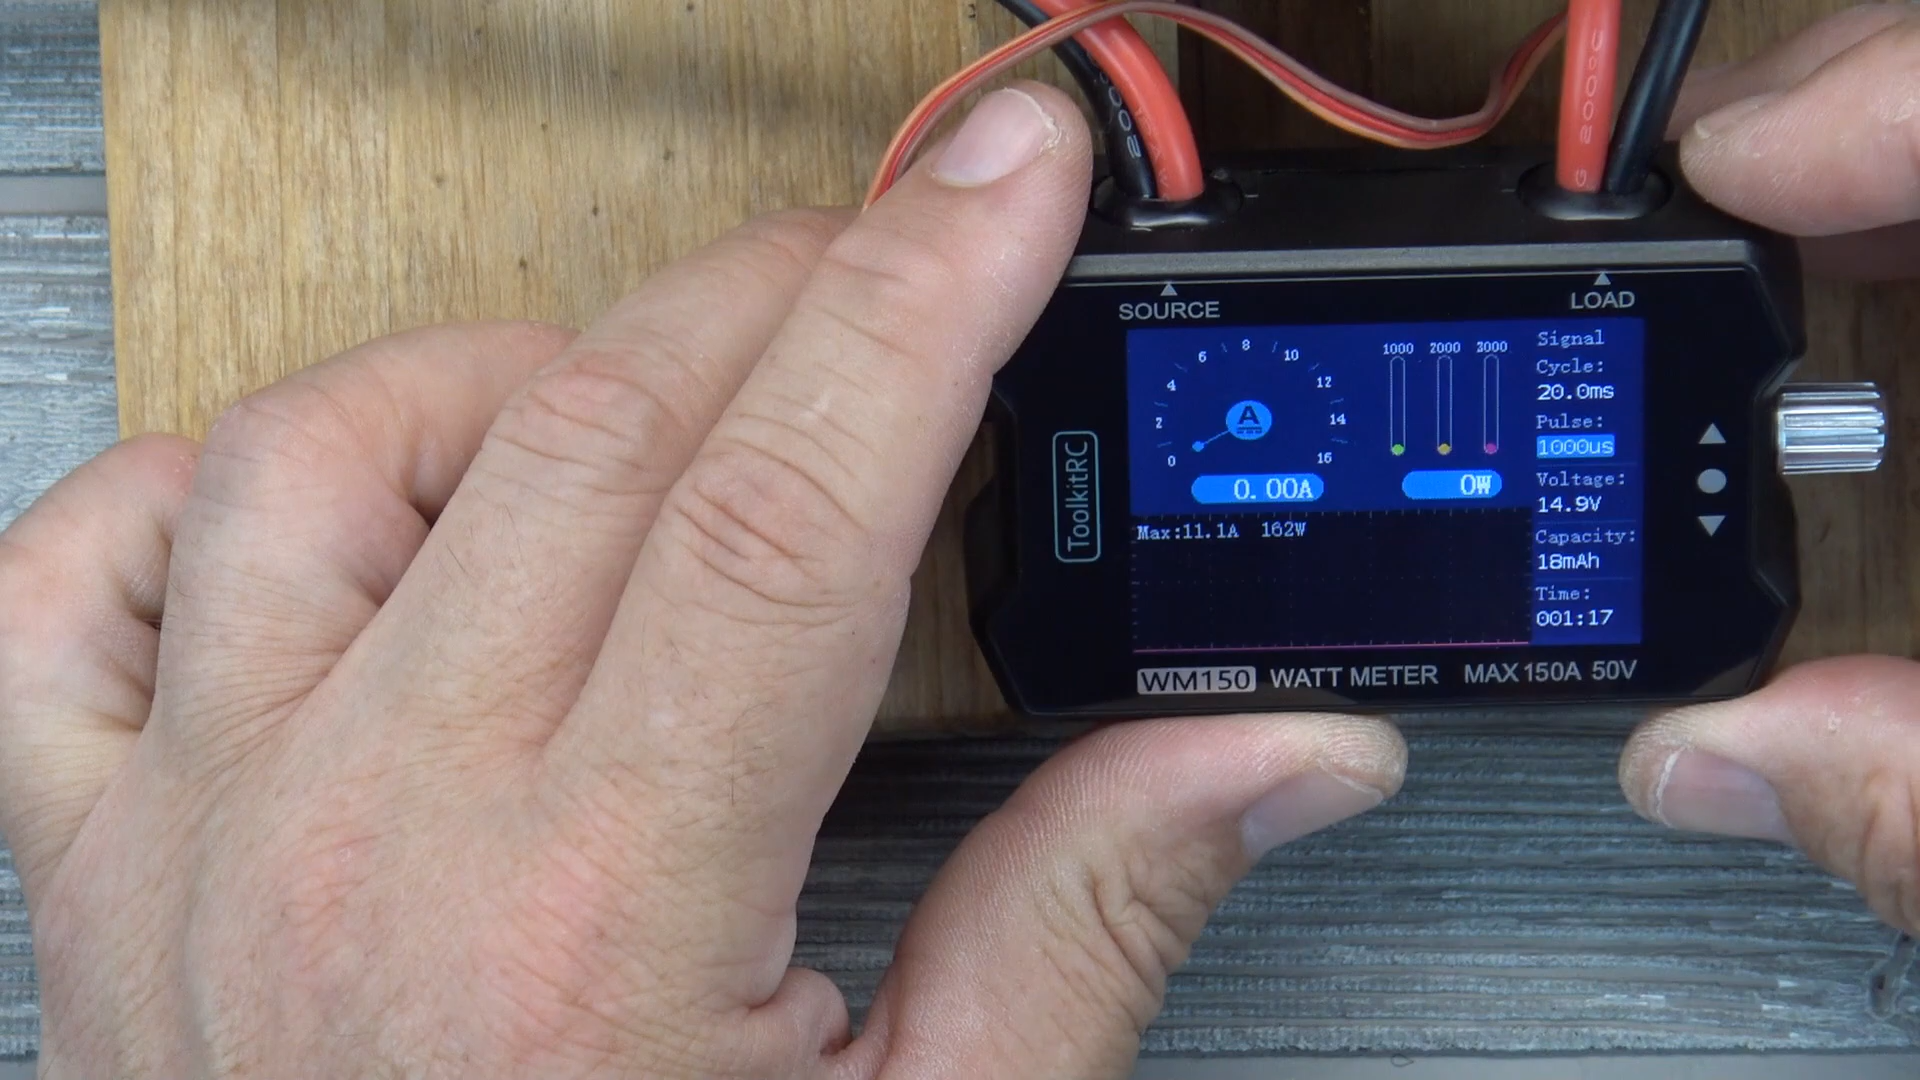 200°C
G 200°C
SOURCE
LOAD
0 2 4 6 8 10 12 14 16
A
0.00A
1000 2000 3000
0W
Signal
Cycle:
20.0ms
Pulse:
1000us
Voltage:
14.9V
Capacity:
18mAh
Time:
001:17
Max:11.1A 162W
ToolkitRC
WM150 WATT METER MAX 150A 50V